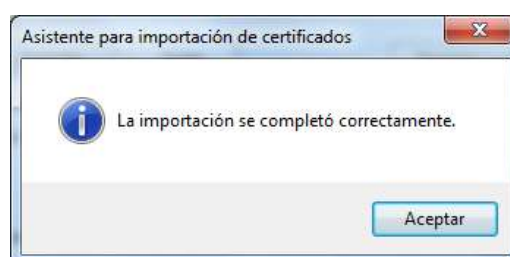 Asistente para importación de certificados
La importación se completó correctamente.
Aceptar